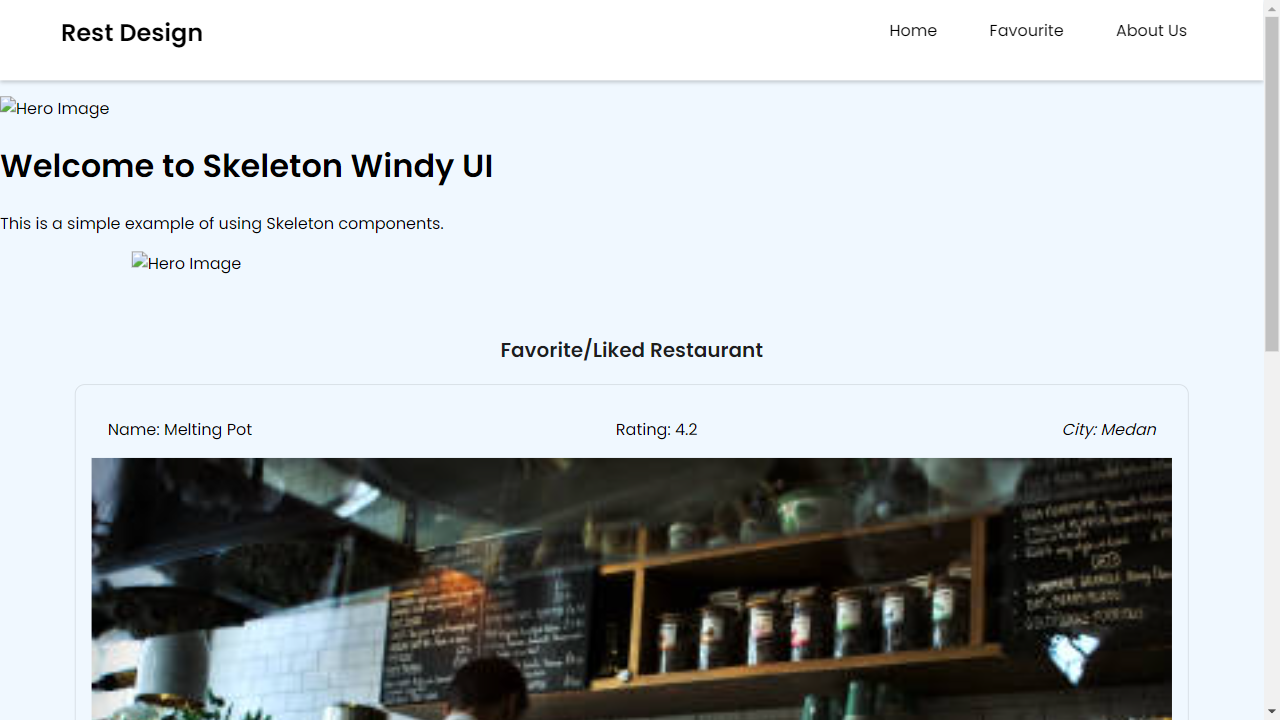 Rest Design
Home
Favourite
About Us
Hero Image
Welcome to Skeleton Windy UI
This is a simple example of using Skeleton components.
Hero Image
Favorite/Liked Restaurant
Name: Melting Pot
Rating: 4.2
City: Medan